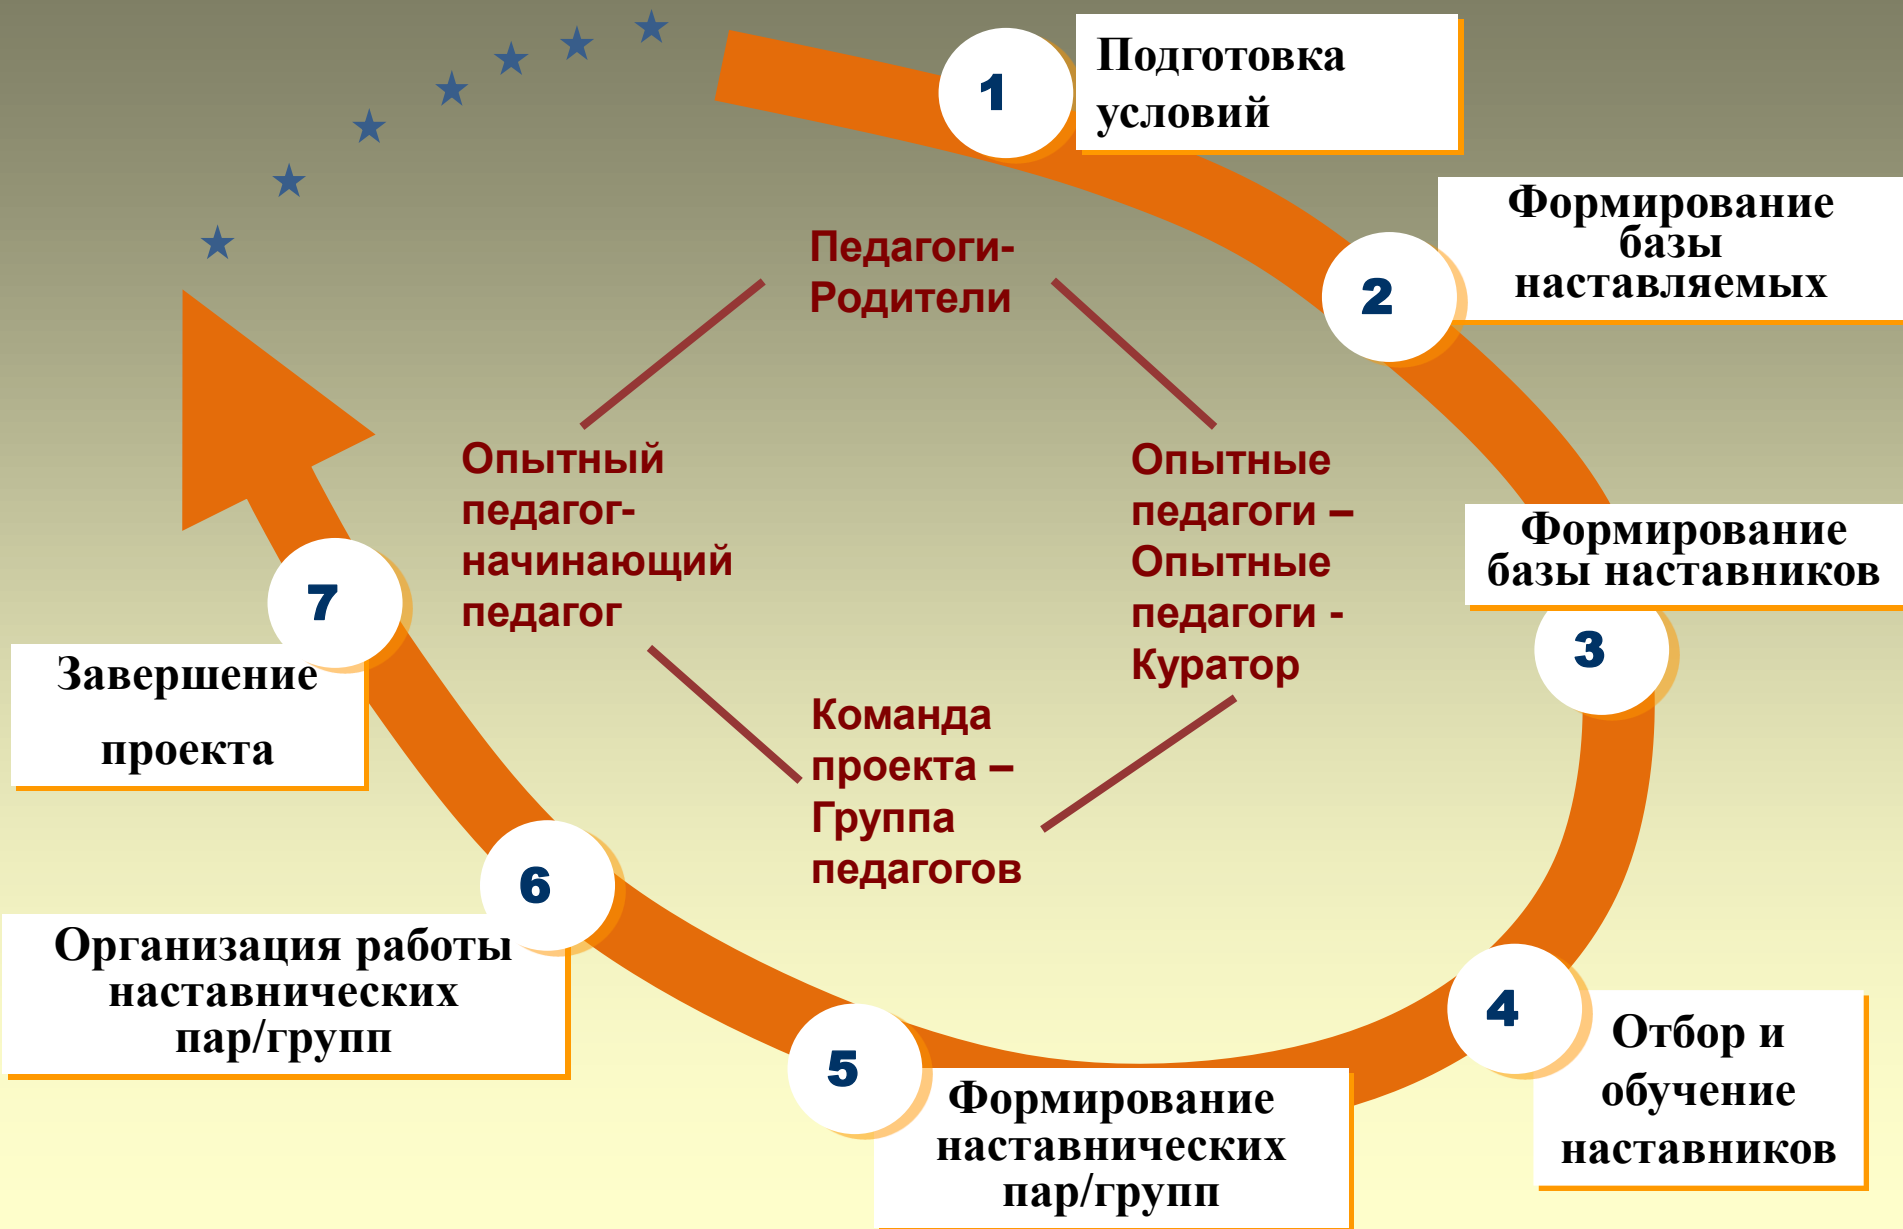 1
Подготовка
условий
2
Формирование
базы
наставляемых
Педагоги-
Родители
Опытный
педагог-
начинающий
педагог
Опытные
педагоги –
Опытные
педагоги -
Куратор
Команда
проекта –
Группа
педагогов
Формирование
базы наставников
3
4
Отбор и
обучение
наставников
5
Формирование
наставнических
пар/групп
6
Организация работы
наставнических
пар/групп
7
Завершение
проекта